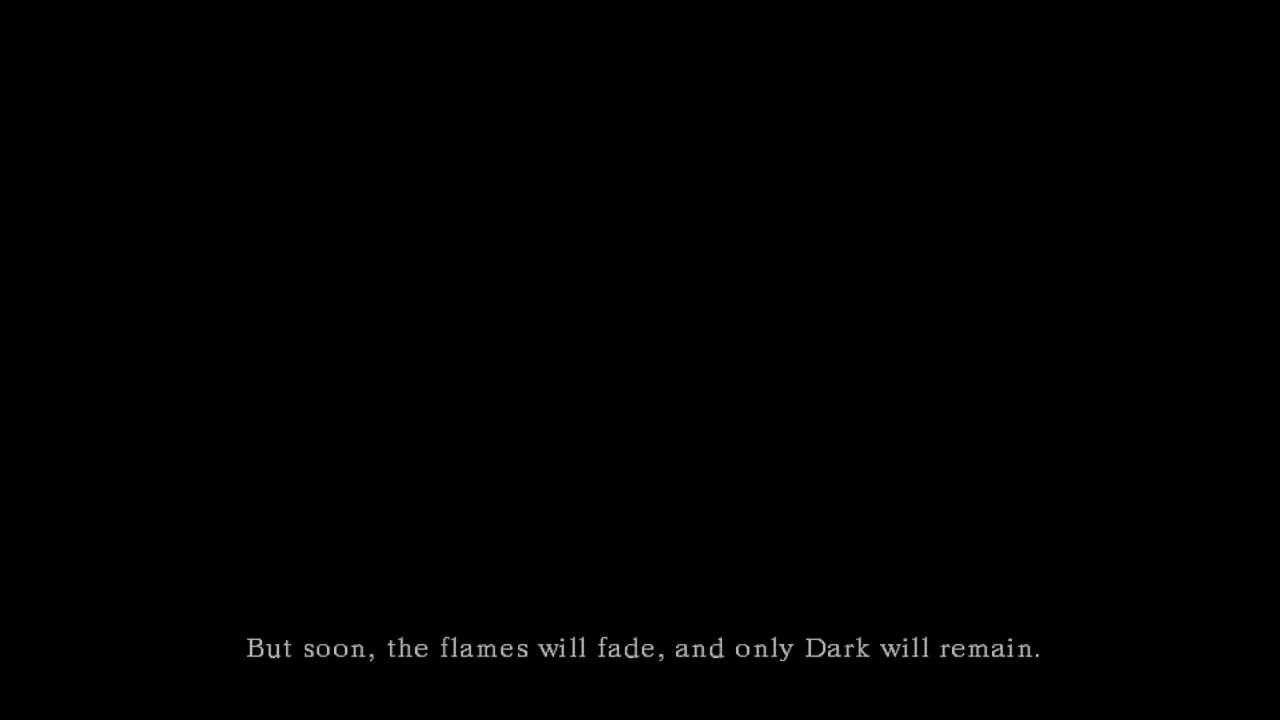 But soon, the flames will fade, and only Dark will remain.